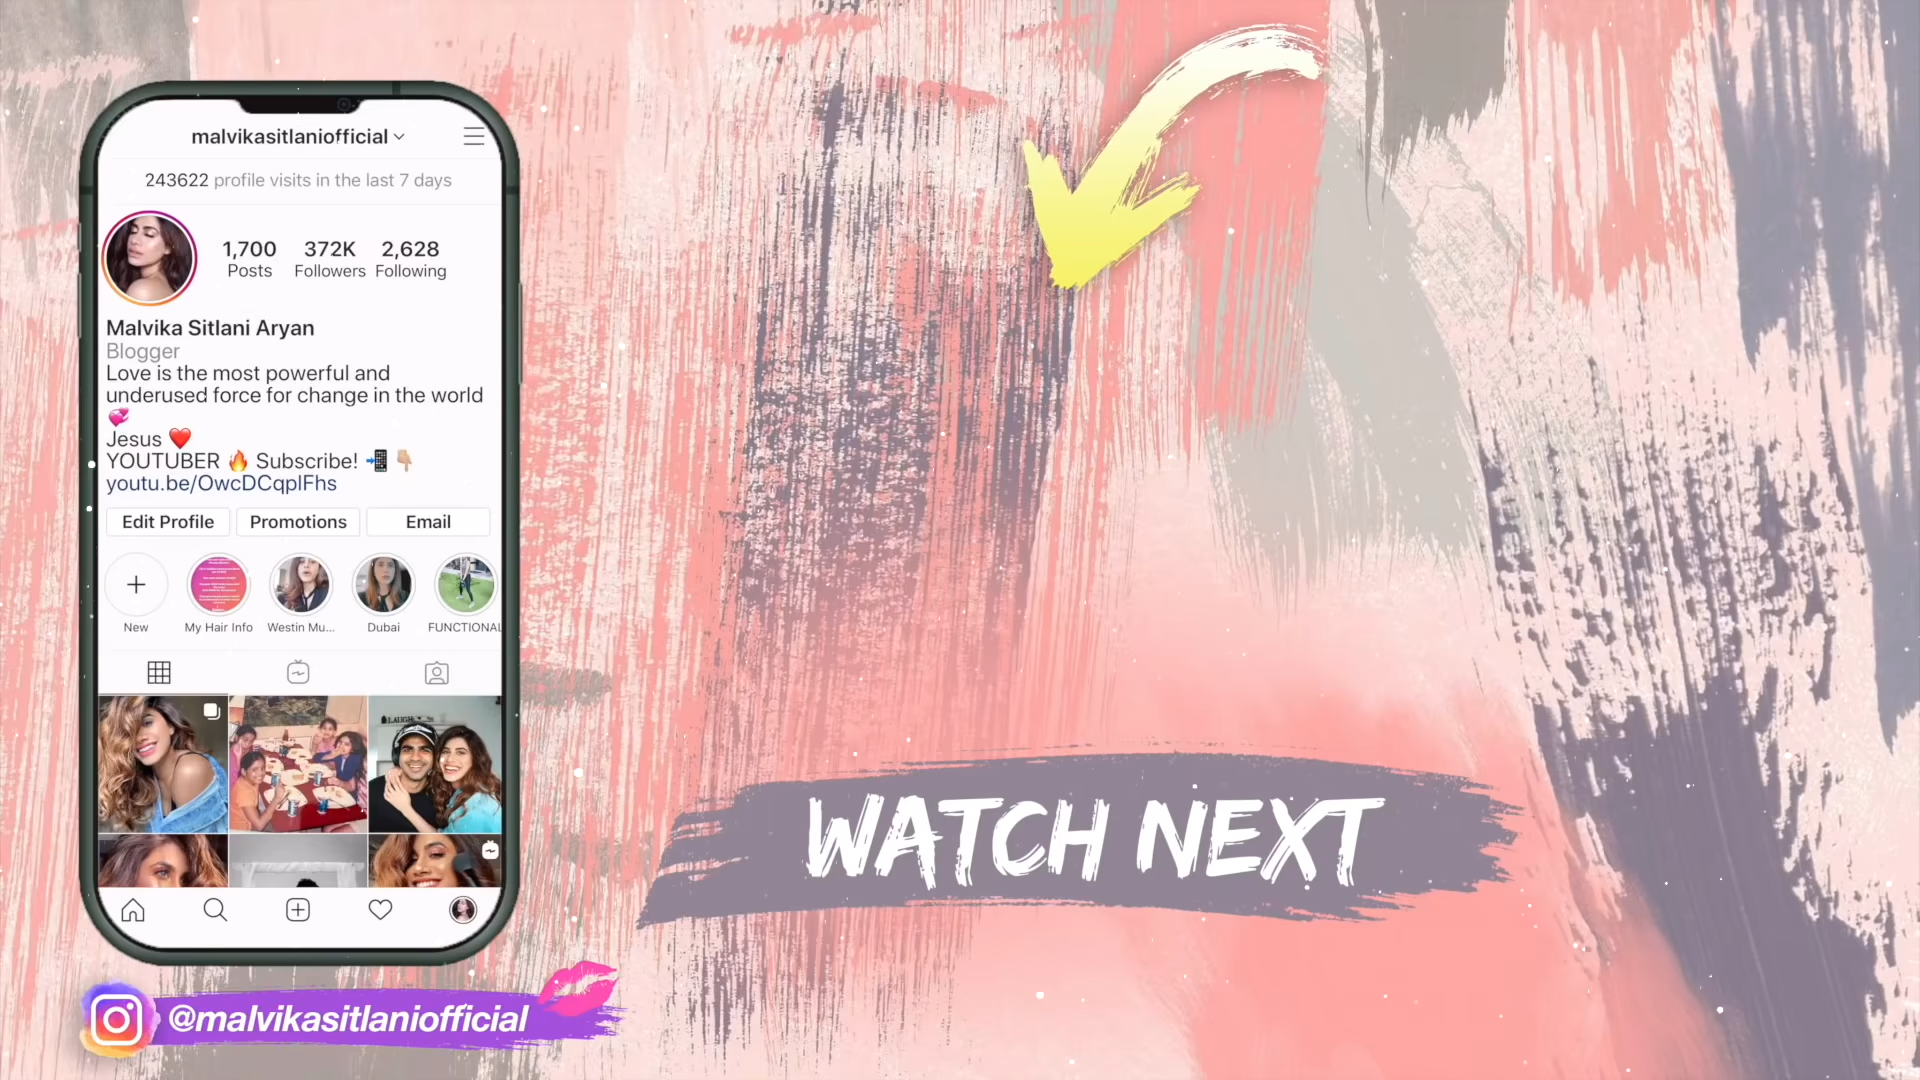 malvikasitlaniofficial
243622 profile visits in the last 7 days
1,700 372K 2,628
Posts Followers Following
Malvika Sitlani Aryan
Blogger
Love is the most powerful and
underused force for change in the world
💞
Jesus ❤️
YOUTUBER 🔥 Subscribe! 📲 👇🏼
youtu.be/OwcDCqplFhs
Edit Profile Promotions Email
New My Hair Info Westin Mu... Dubai FUNCTIONAL
LAUGH
WATCH NEXT
@malvikasitlaniofficial